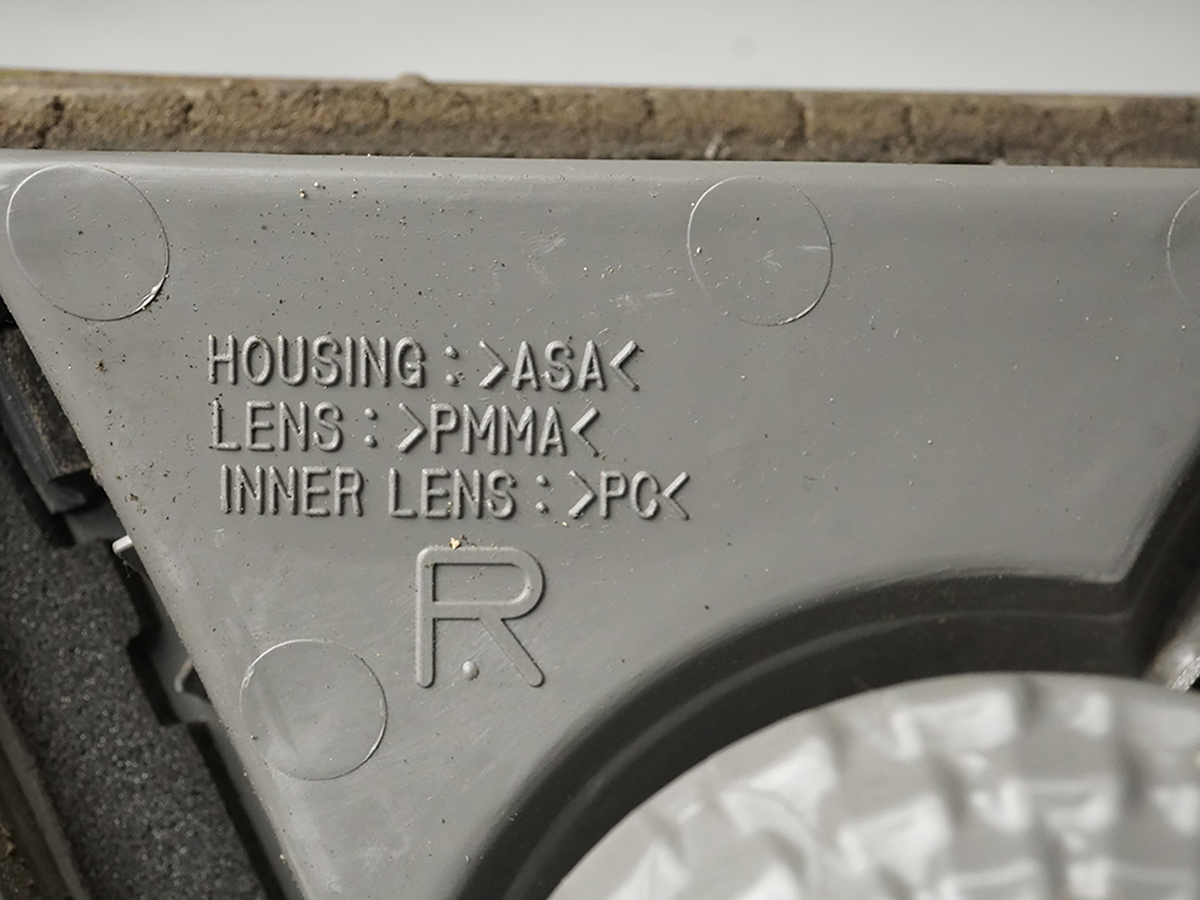 HOUSING : >ASA<
LENS : >PMMA<
INNER LENS : >PC<
R